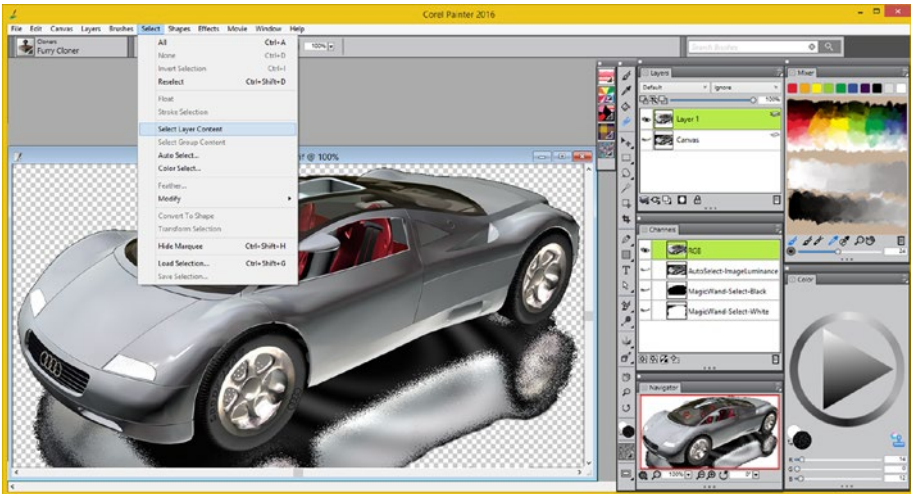 Corel Painter 2016
File Edit Canvas Layers Brushes Select Shapes Effects Movie Window Help
Cloners
Furry Cloner
100%
Search Brushes
All Ctrl+A
None Ctrl+D
Invert Selection Ctrl+I
Reselect Ctrl+Shift+D
Float
Stroke Selection
Select Layer Content
Select Group Content
Auto Select...
Color Select...
Feather...
Modify
Convert To Shape
Transform Selection
Hide Marquee Ctrl+Shift+H
Load Selection... Ctrl+Shift+G
Save Selection...
@ 100%
Layers
Default Ignore
100%
Layer 1
Canvas
Channels
RGB
AutoSelect-ImageLuminance
MagicWand-Select-Black
MagicWand-Select-White
Navigator
100% 0°
Mixer
24
Color